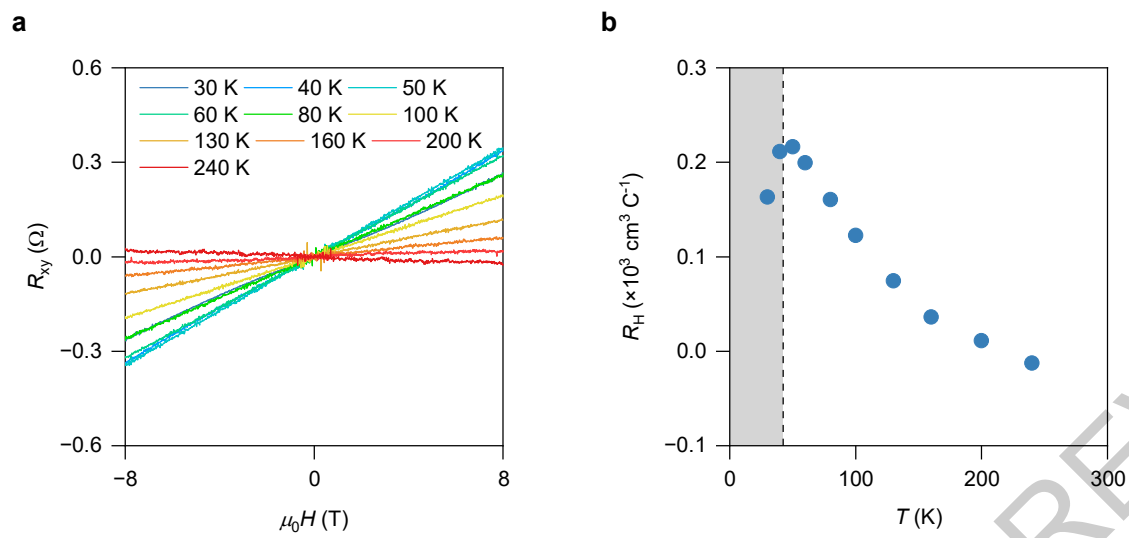 a
0.6
0.3
0.0
−0.3
−0.6
Rxy (Ω)
30 K 40 K 50 K
60 K 80 K 100 K
130 K 160 K 200 K
240 K
−8 0 8
μ0H (T)
b
0.3
0.2
0.1
0.0
−0.1
RH (×10³ cm³ C⁻¹)
0 100 200 300
T (K)